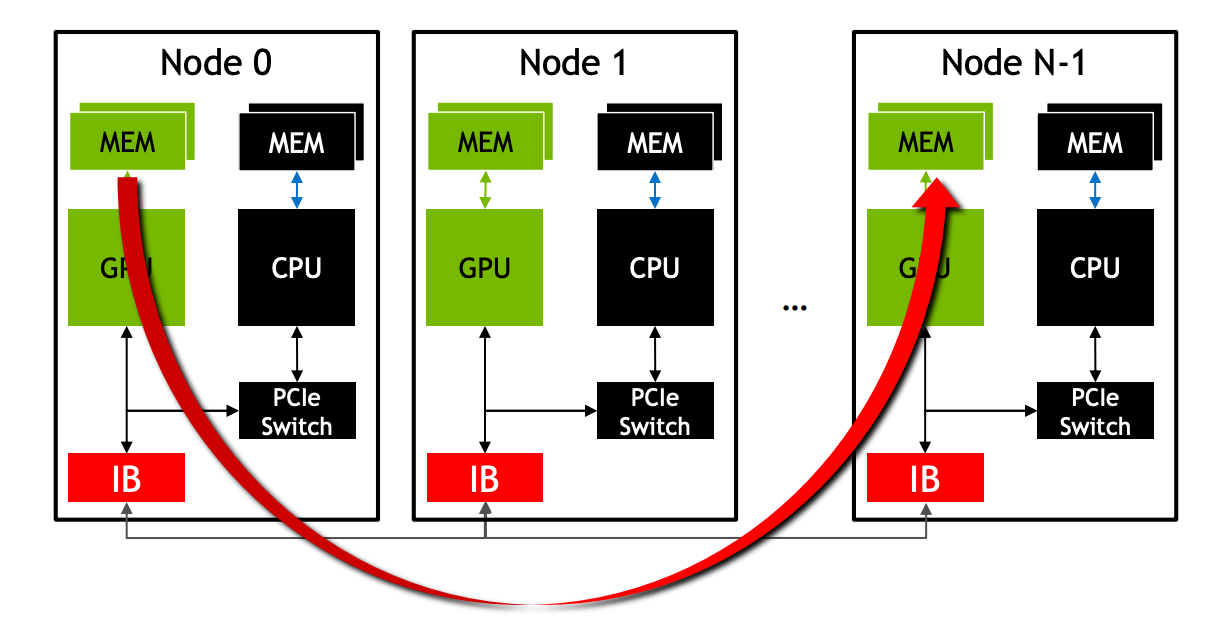 Node 0
MEM
MEM
GPU
CPU
PCIe
Switch
IB
Node 1
MEM
MEM
GPU
CPU
PCIe
Switch
IB
...
Node N-1
MEM
MEM
GPU
CPU
PCIe
Switch
IB